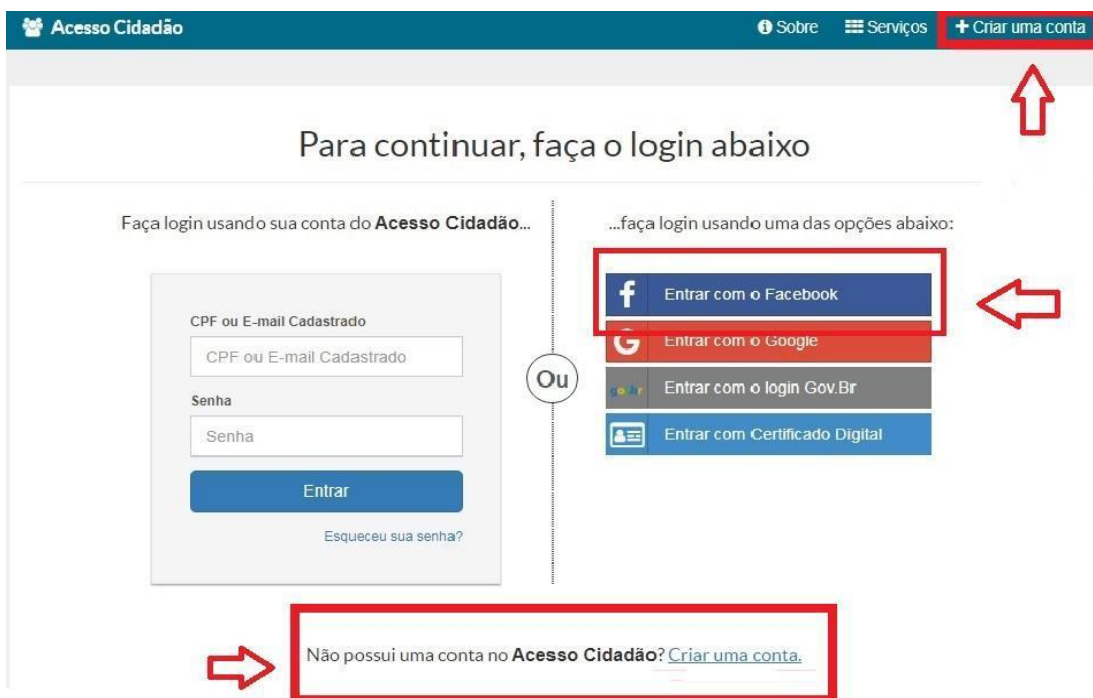 Acesso Cidadão
Sobre
Serviços
+ Criar uma conta
Para continuar, faça o login abaixo
Faça login usando sua conta do Acesso Cidadão...
CPF ou E-mail Cadastrado
CPF ou E-mail Cadastrado
Senha
Senha
Entrar
Esqueceu sua senha?
Ou
...faça login usando uma das opções abaixo:
f Entrar com o Facebook
G Entrar com o Google
go.br Entrar com o login Gov.Br
Entrar com Certificado Digital
Não possui uma conta no Acesso Cidadão? Criar uma conta.